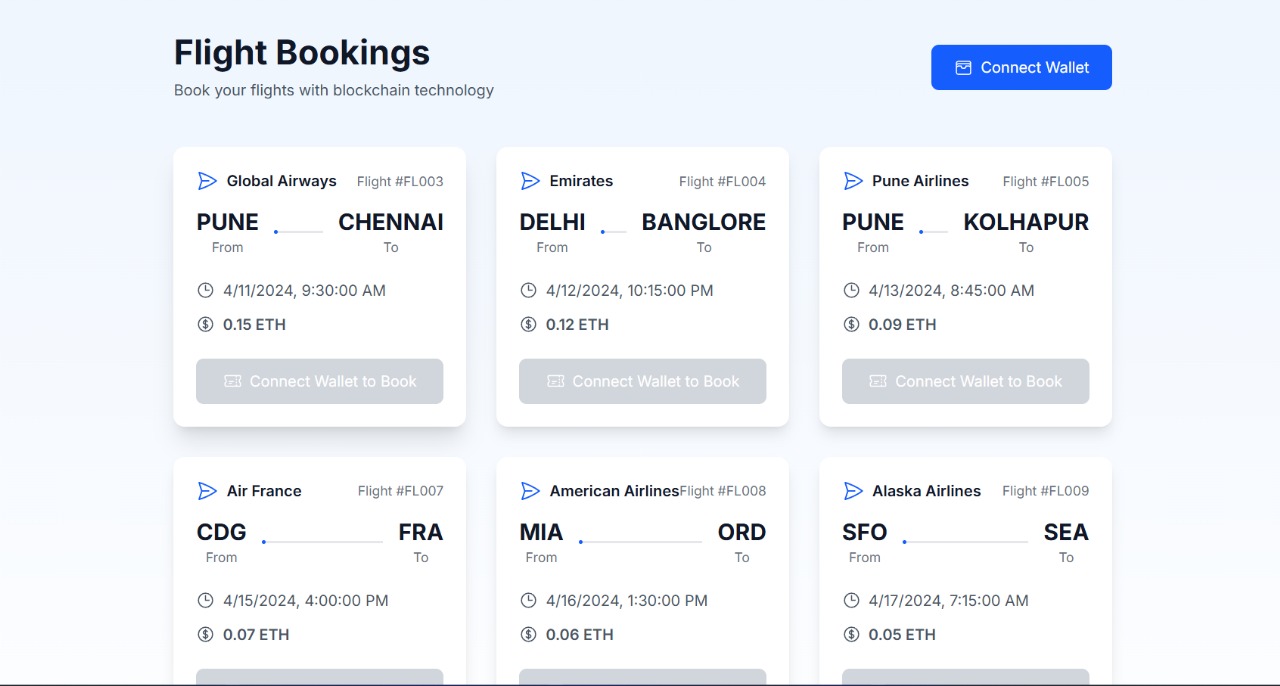 Flight Bookings
Book your flights with blockchain technology
Connect Wallet
Global Airways Flight #FL003
PUNE CHENNAI
From To
4/11/2024, 9:30:00 AM
0.15 ETH
Connect Wallet to Book
Emirates Flight #FL004
DELHI BANGLORE
From To
4/12/2024, 10:15:00 PM
0.12 ETH
Connect Wallet to Book
Pune Airlines Flight #FL005
PUNE KOLHAPUR
From To
4/13/2024, 8:45:00 AM
0.09 ETH
Connect Wallet to Book
Air France Flight #FL007
CDG FRA
From To
4/15/2024, 4:00:00 PM
0.07 ETH
American Airlines Flight #FL008
MIA ORD
From To
4/16/2024, 1:30:00 PM
0.06 ETH
Alaska Airlines Flight #FL009
SFO SEA
From To
4/17/2024, 7:15:00 AM
0.05 ETH